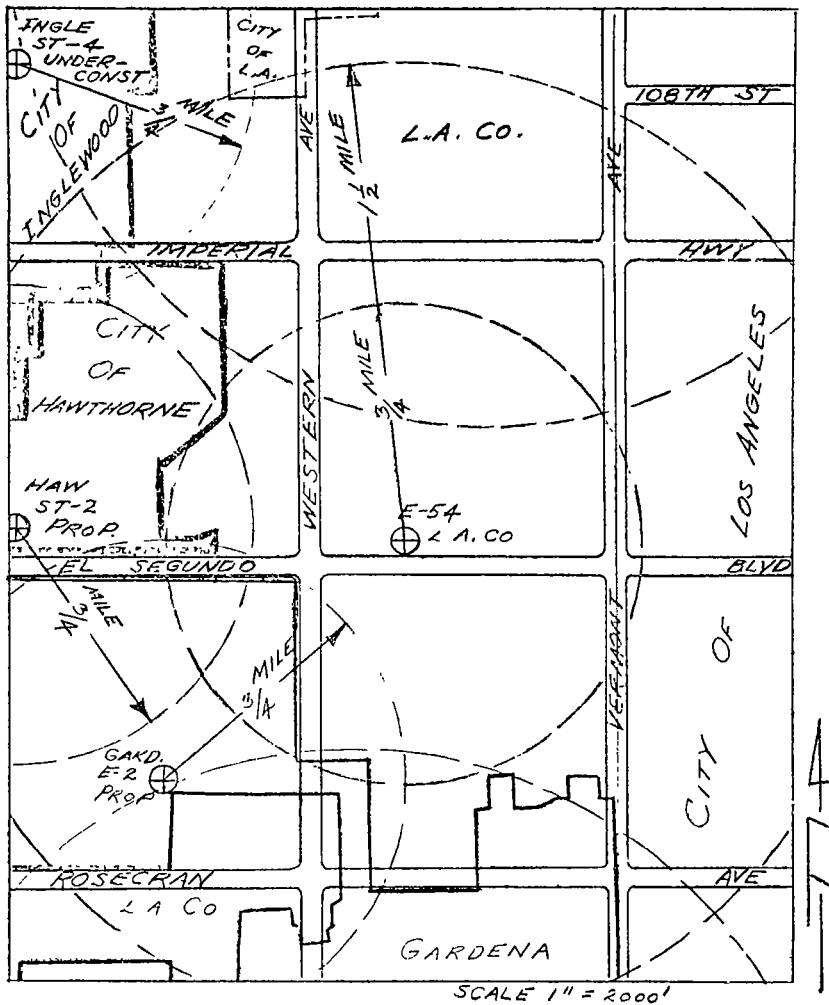 INGLE
ST-4
UNDER-
CONST
CITY
OF
L.A.
CITY
OF
INGLEWOOD
3/4 MILE
AVE
1 1/2 MILE
L.A. CO.
AVE
108TH ST
IMPERIAL
HWY
CITY
OF
HAWTHORNE
WESTERN
3/4 MILE
LOS ANGELES
HAW
ST-2
PROP.
E-54
L A. CO
EL SEGUNDO
BLVD
3/4 MILE
MILE
3/4
VERMONT
CITY OF
GARD.
E-2
PROP
ROSECRAN
AVE
L A CO
GARDENA
SCALE 1" = 2000'